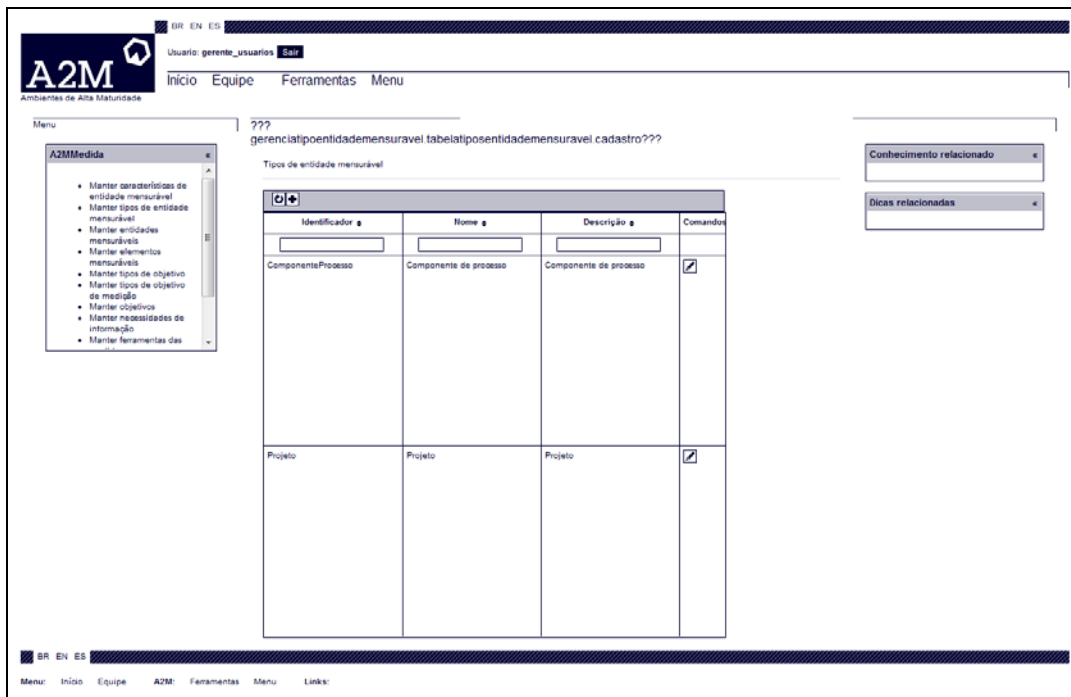 BR EN ES
Usuario: gerente_usuarios Sair
A2M
Ambientes de Alta Maturidade
Início Equipe Ferramentas Menu
Menu
A2MMedida «
Manter características de
entidade mensurável
Manter tipos de entidade
mensurável
Manter entidades
mensuráveis
Manter elementos
mensuráveis
Manter tipos de objetivo
Manter tipos de objetivo
de medição
Manter objetivos
Manter necessidades de
informação
Manter ferramentas das
???
gerenciatipoentidademensuravel.tabelatiposentidademensuravel.cadastro???
Tipos de entidade mensurável
Identificador Nome Descrição Comandos
ComponenteProcesso Componente de processo Componente de processo
Projeto Projeto Projeto
Conhecimento relacionado «
Dicas relacionadas «
BR EN ES
Menu: Início Equipe A2M: Ferramentas Menu Links: